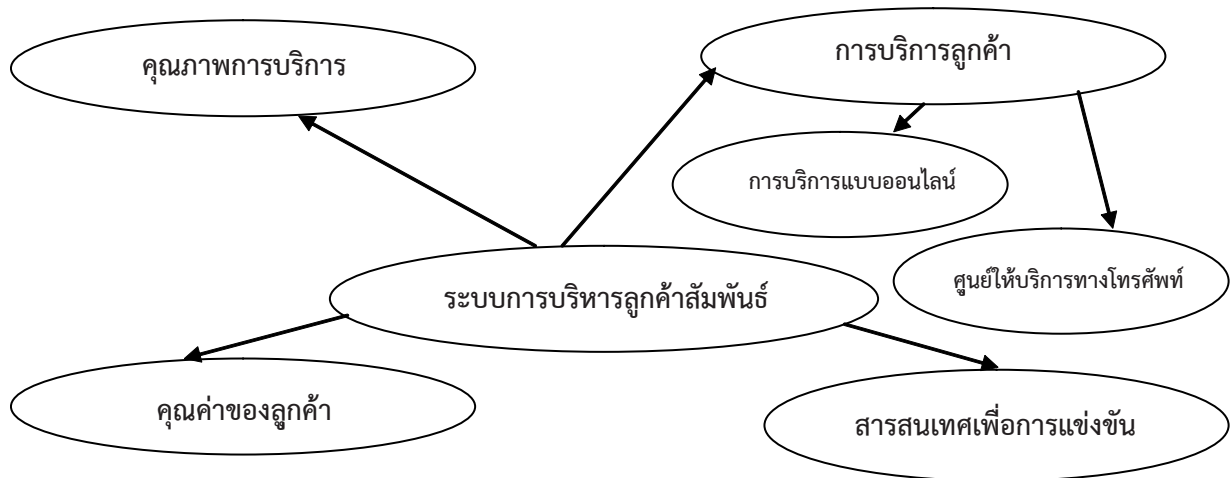 คุณภาพการบริการ
การบริการลูกค้า
การบริการแบบออนไลน์
ศูนย์ให้บริการทางโทรศัพท์
ระบบการบริหารลูกค้าสัมพันธ์
คุณค่าของลูกค้า
สารสนเทศเพื่อการแข่งขัน